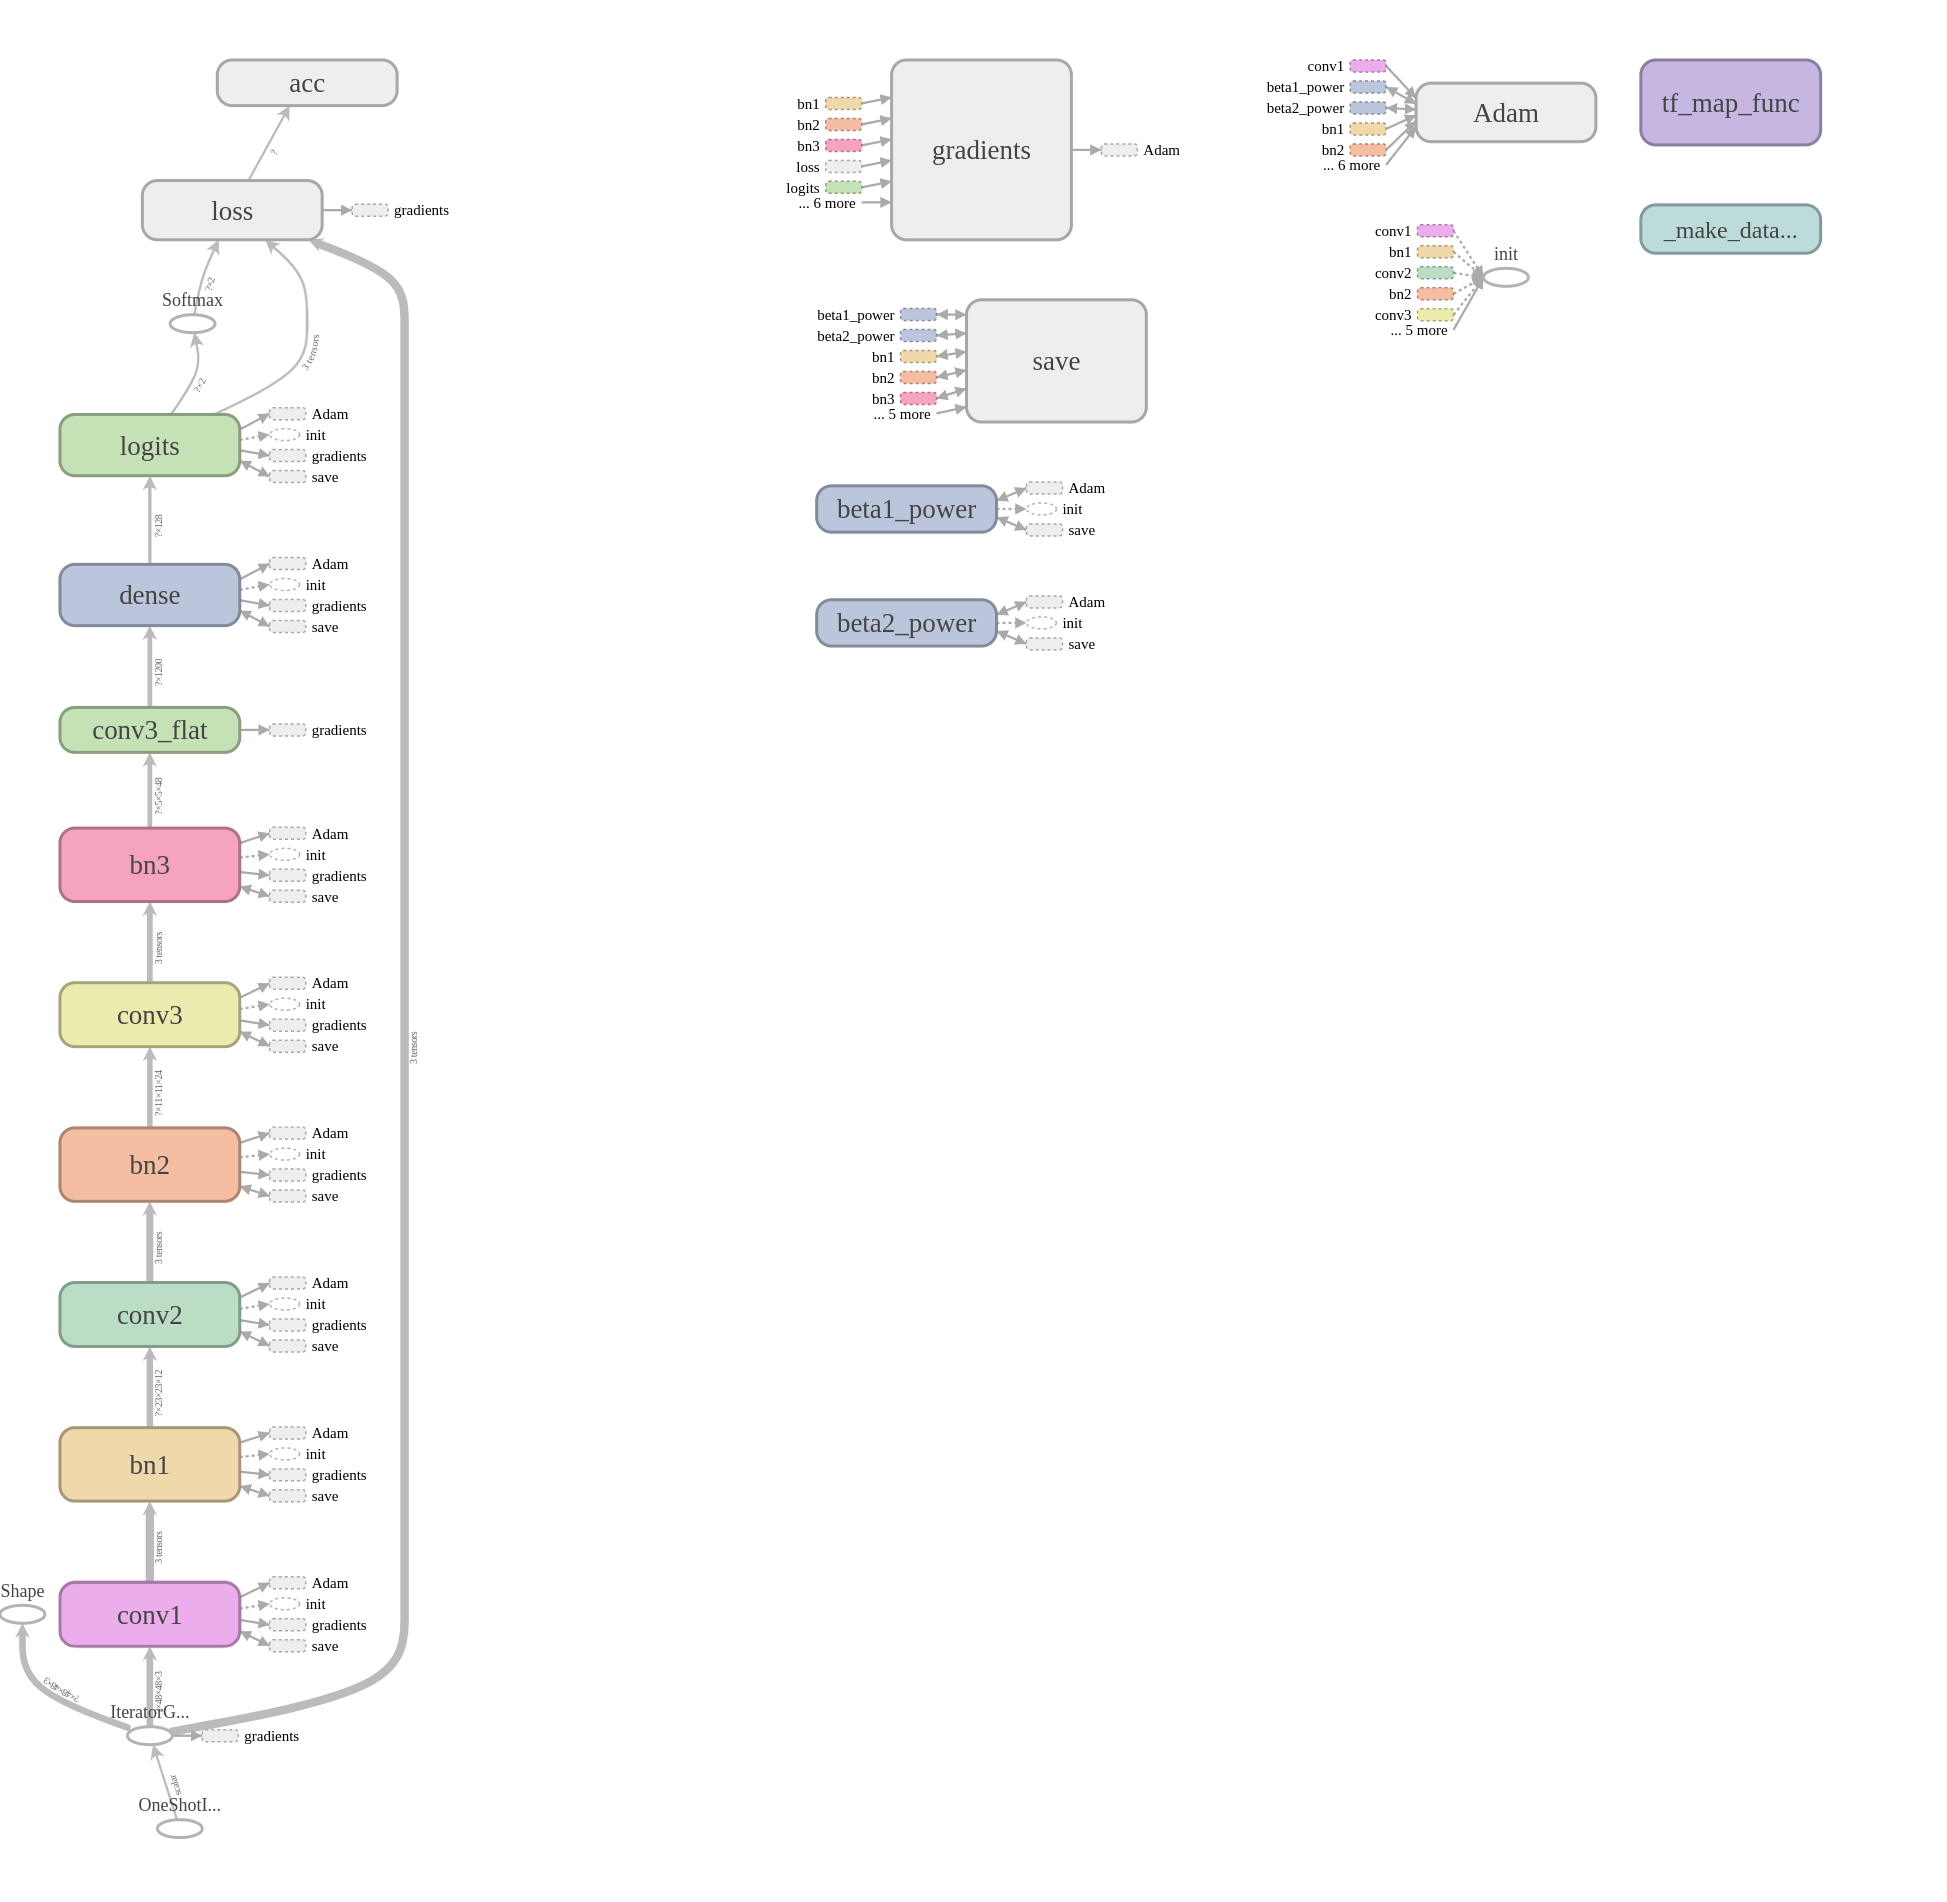 acc
?
loss
gradients
?×2
Softmax
?×2
3 tensors
logits
Adam
init
gradients
save
?×128
dense
Adam
init
gradients
save
?×1200
conv3_flat
gradients
?×5×5×48
bn3
Adam
init
gradients
save
3 tensors
conv3
Adam
init
gradients
save
3 tensors
?×11×11×24
bn2
Adam
init
gradients
save
3 tensors
conv2
Adam
init
gradients
save
?×23×23×12
bn1
Adam
init
gradients
save
3 tensors
Shape
conv1
Adam
init
gradients
save
?×48×48×3
?×48×48×3
IteratorG...
gradients
scalar
OneShotI...
bn1
bn2
bn3
loss
logits
... 6 more
gradients
Adam
beta1_power
beta2_power
bn1
bn2
bn3
... 5 more
save
beta1_power
Adam
init
save
beta2_power
Adam
init
save
conv1
beta1_power
beta2_power
bn1
bn2
... 6 more
Adam
conv1
bn1
conv2
bn2
conv3
... 5 more
init
tf_map_func
_make_data...